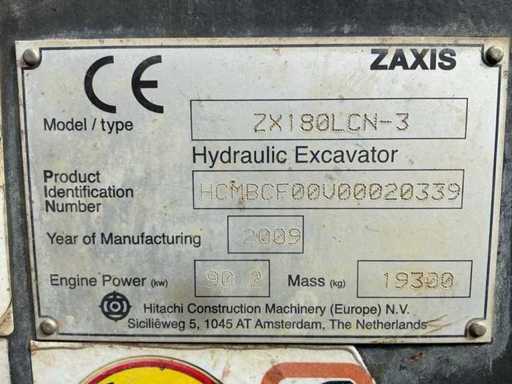 CE
ZAXIS
Model / type ZX180LCN-3
Hydraulic Excavator
Product Identification Number HCMBCF00V00020339
Year of Manufacturing 2009
Engine Power (kw) 90.2 Mass (kg) 19300
Hitachi Construction Machinery (Europe) N.V.
Siciliëweg 5, 1045 AT Amsterdam, The Netherlands